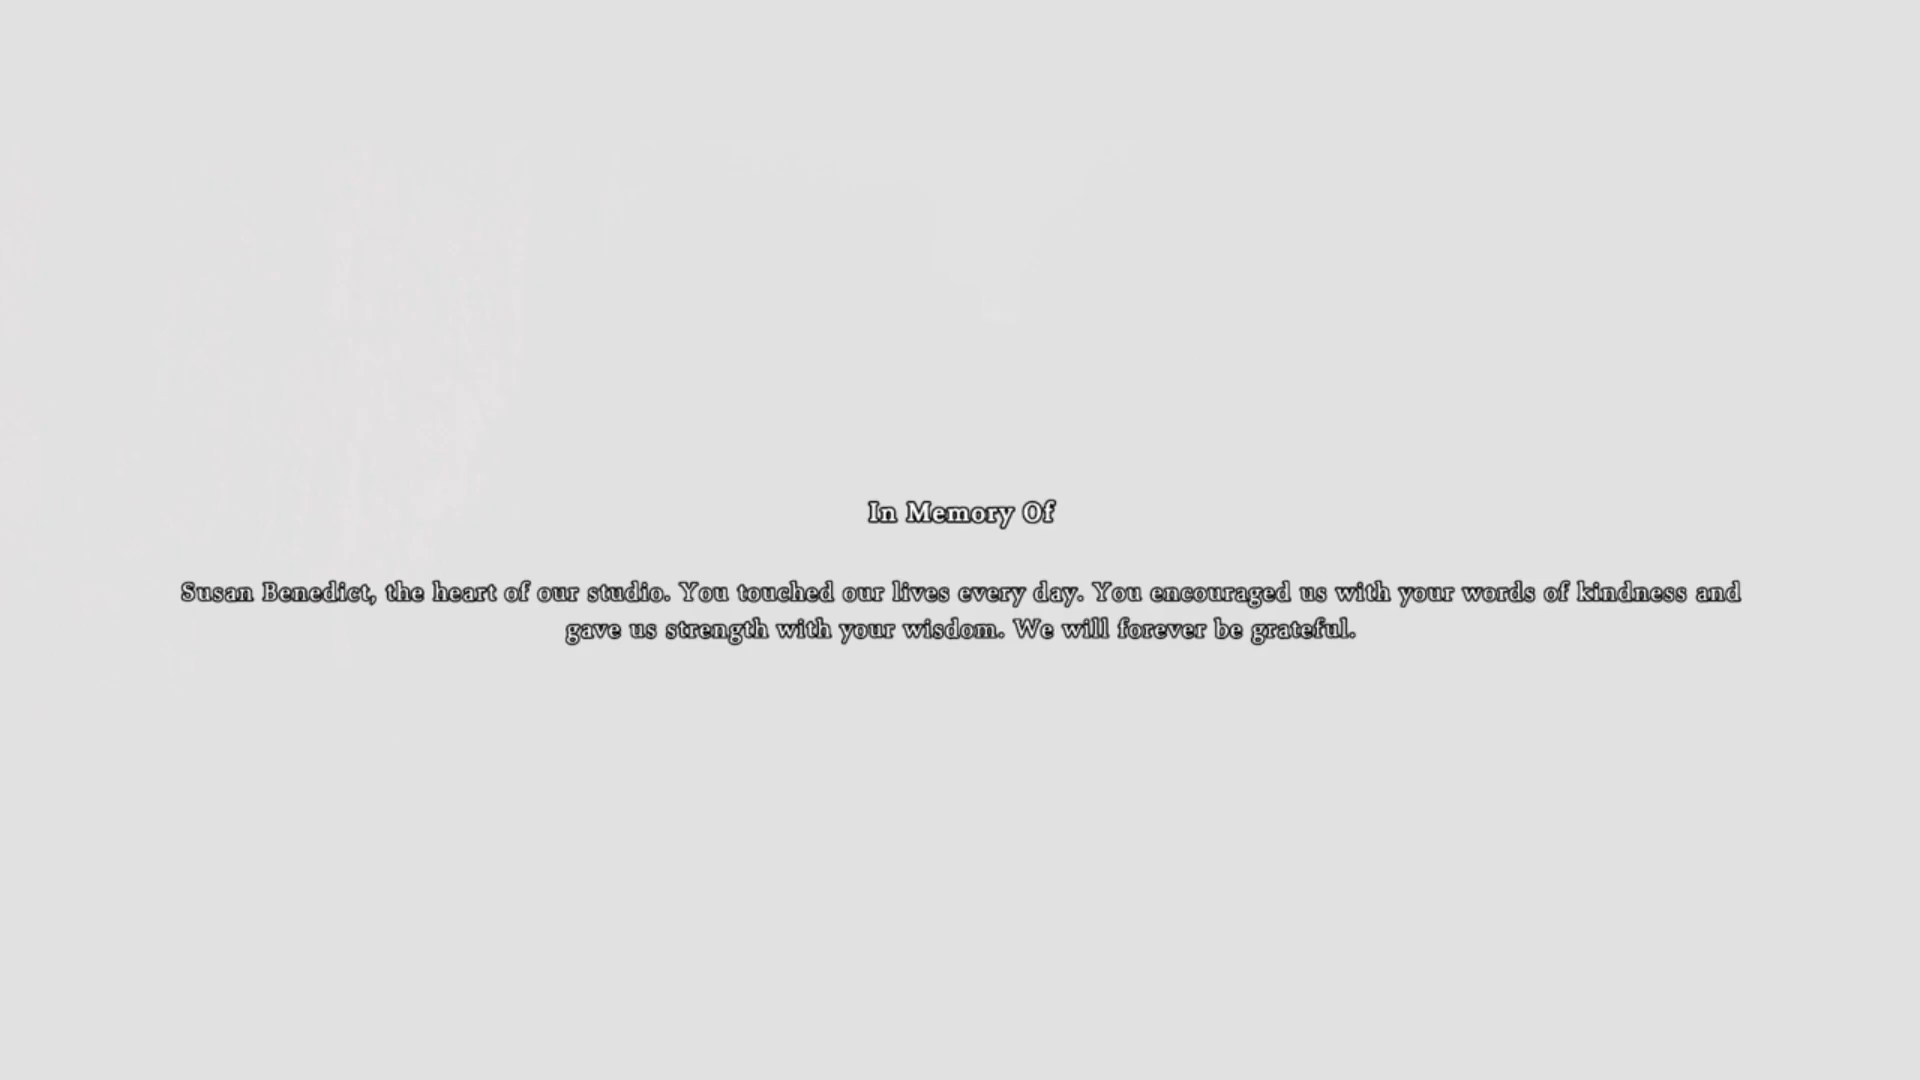 In Memory Of
Susan Benedict, the heart of our studio. You touched our lives every day. You encouraged us with your words of kindness and
gave us strength with your wisdom. We will forever be grateful.